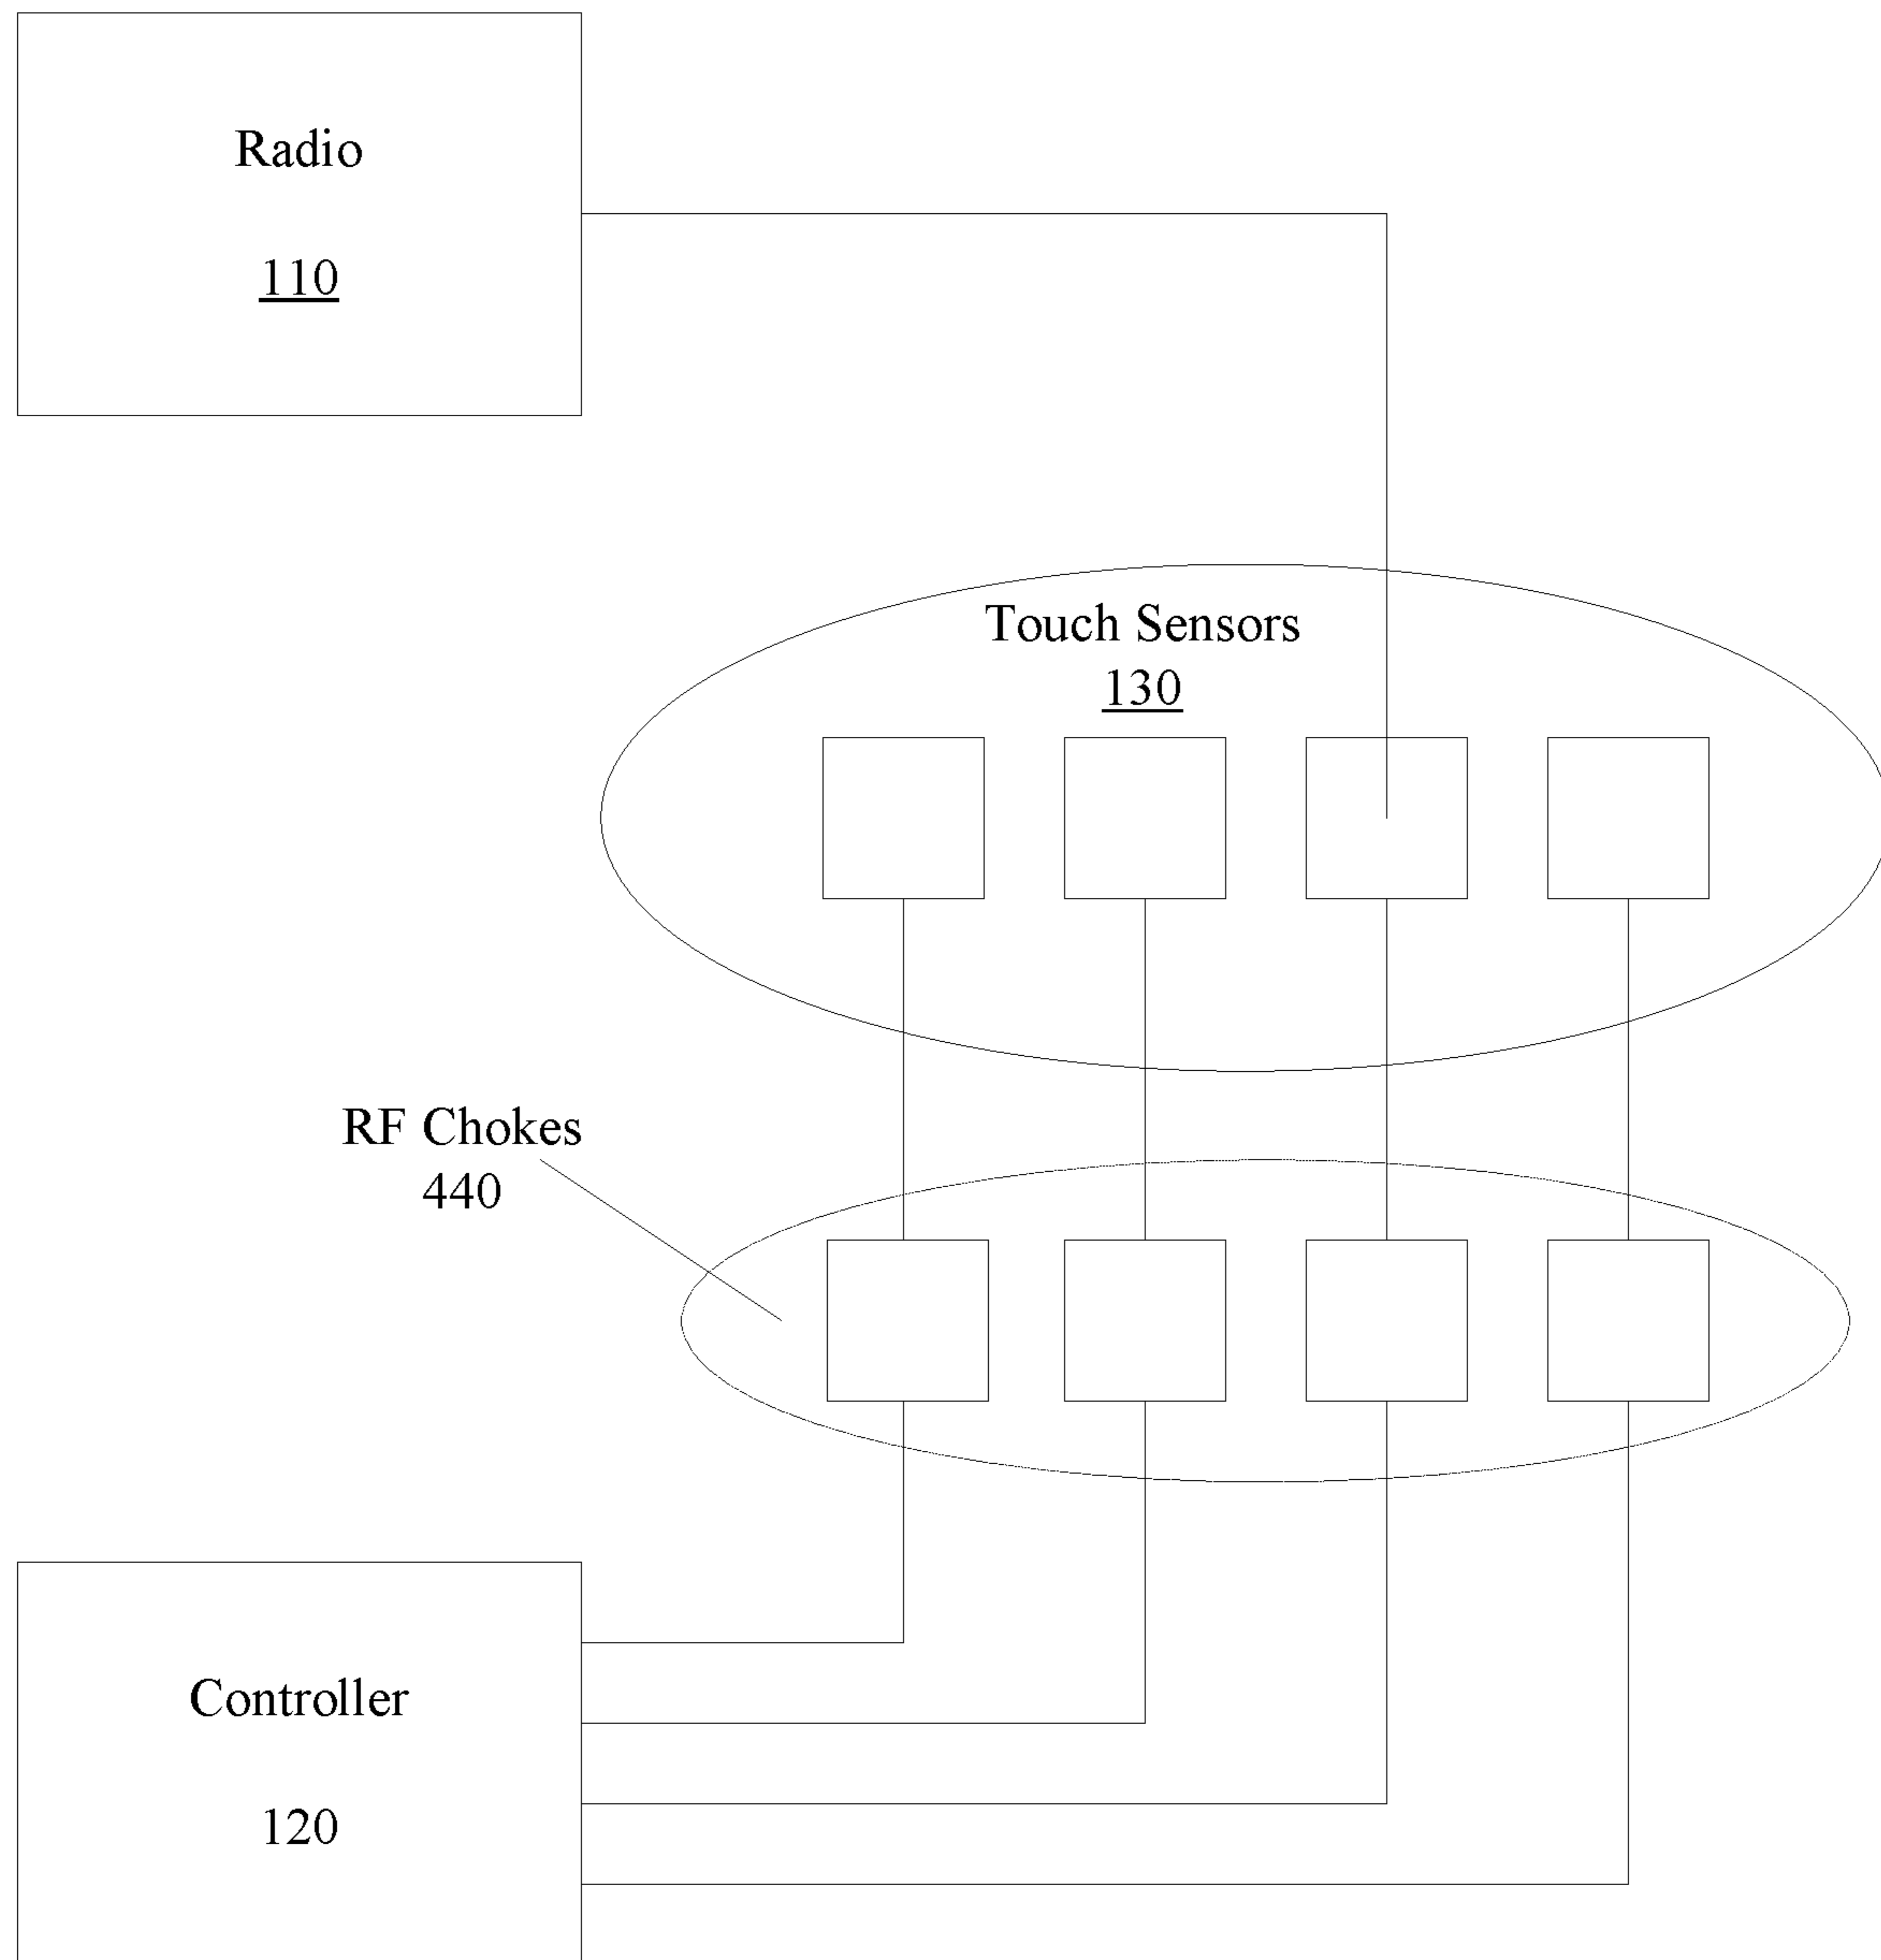 Radio
110
Touch Sensors
130
RF Chokes
440
Controller
120